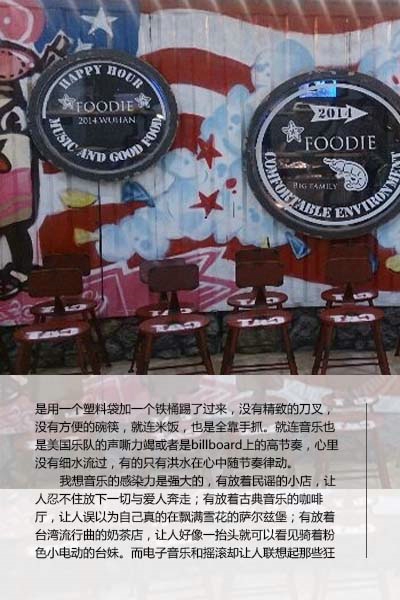 HAPPY HOUR
FOODIE
2014.WUHAN
MUSIC AND GOOD FOOD
2014
FOODIE
BIG FAMILY
COMFORTABLE ENVIRONMENT
是用一个塑料袋加一个铁桶踢了过来，没有精致的刀叉，
没有方便的碗筷，就连米饭，也是全靠手抓。就连音乐也
是美国乐队的声嘶力竭或者是billboard上的高节奏，心里
没有细水流过，有的只有洪水在心中随节奏律动。
我想音乐的感染力是强大的，有放着民谣的小店，让
人忍不住放下一切与爱人奔走；有放着古典音乐的咖啡
厅，让人误以为自己真的在飘满雪花的萨尔兹堡；有放着
台湾流行曲的奶茶店，让人好像一抬头就可以看见骑着粉
色小电动的台妹。而电子音乐和摇滚却让人联想起那些狂